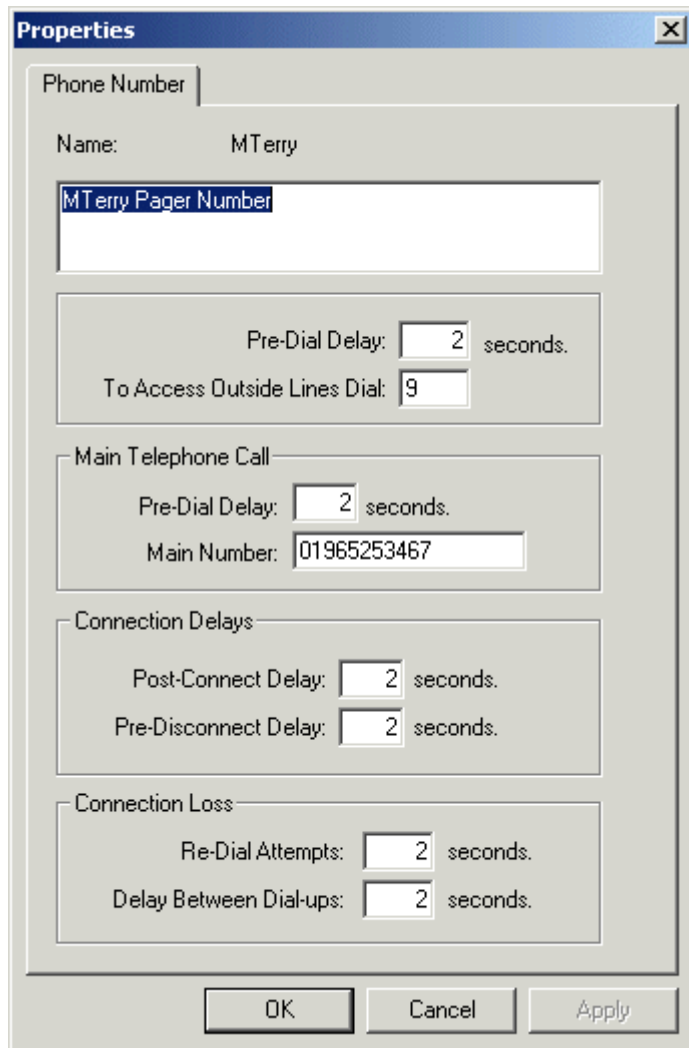 Properties
Phone Number
Name: MTerry
MTerry Pager Number
Pre-Dial Delay: 2 seconds.
To Access Outside Lines Dial: 9
Main Telephone Call
Pre-Dial Delay: 2 seconds.
Main Number: 01965253467
Connection Delays
Post-Connect Delay: 2 seconds.
Pre-Disconnect Delay: 2 seconds.
Connection Loss
Re-Dial Attempts: 2 seconds.
Delay Between Dial-ups: 2 seconds.
OK Cancel Apply